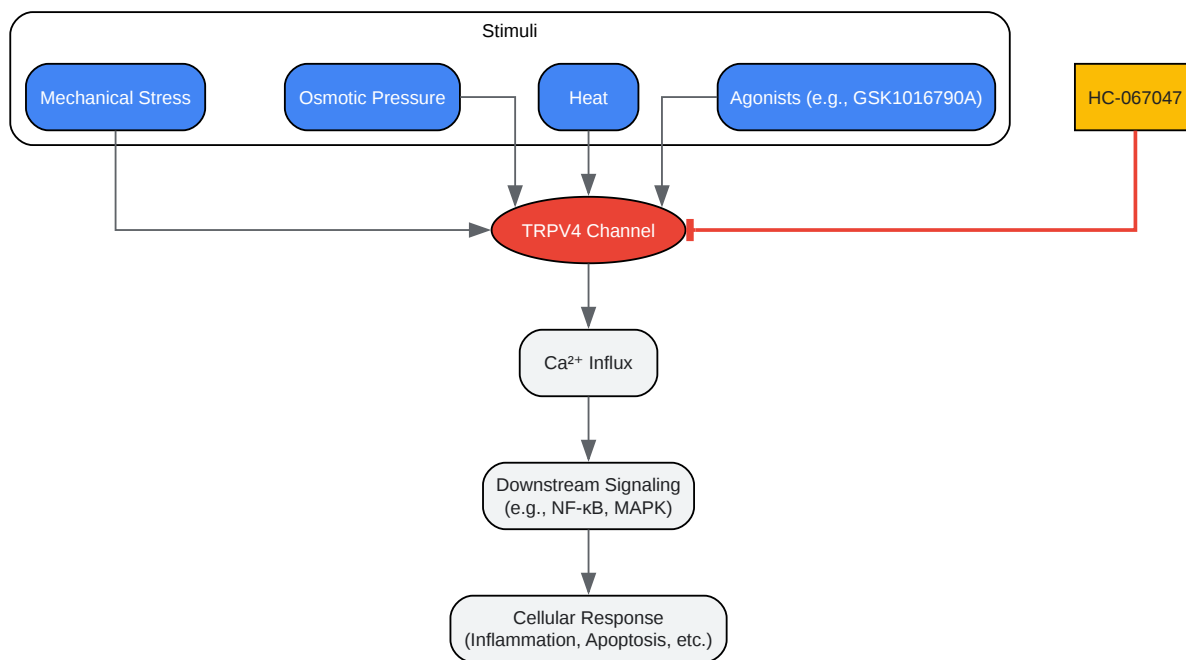 Stimuli
Mechanical Stress
Osmotic Pressure
Heat
Agonists (e.g., GSK1016790A)
HC-067047
TRPV4 Channel
Ca²⁺ Influx
Downstream Signaling
(e.g., NF-κB, MAPK)
Cellular Response
(Inflammation, Apoptosis, etc.)